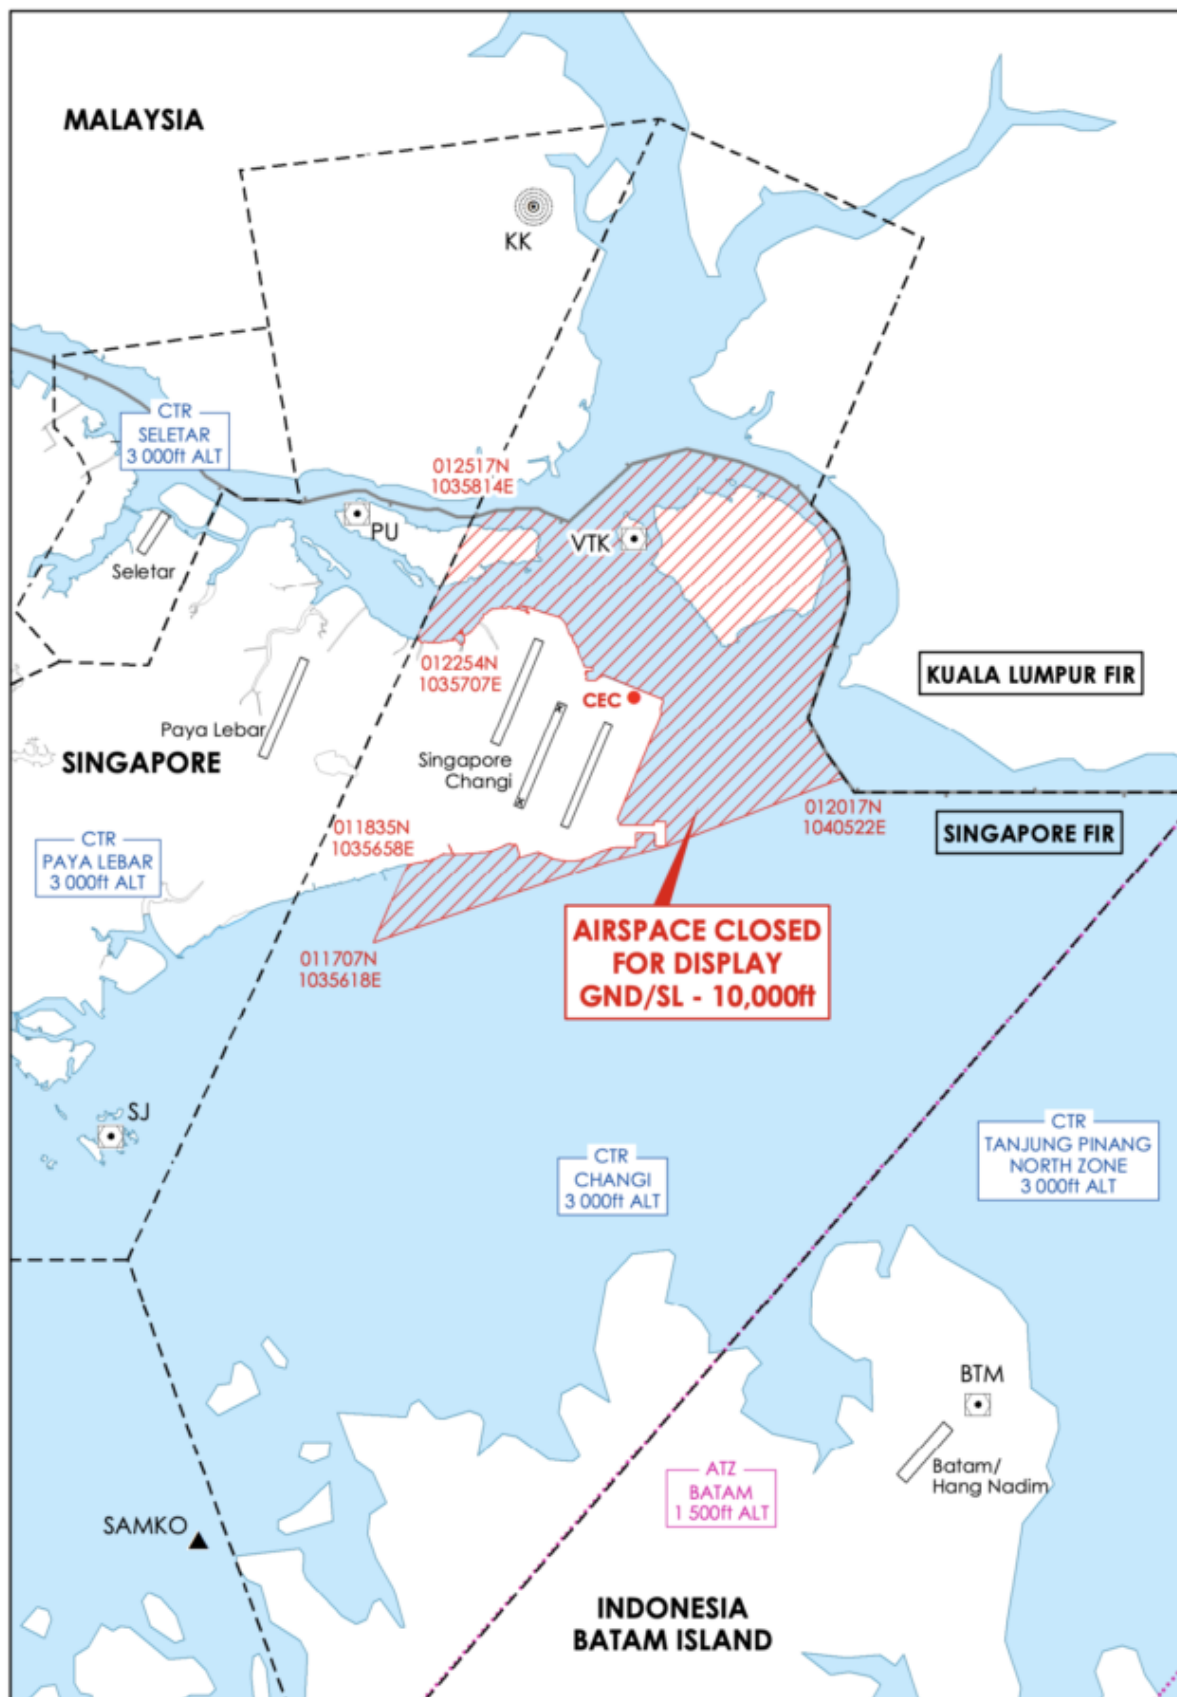 MALAYSIA
KK
CTR
SELETAR
3 000ft ALT
012517N
1035814E
PU
VTK
Seletar
012254N
1035707E
KUALA LUMPUR FIR
CEC
Paya Lebar
SINGAPORE
Singapore
Changi
012017N
1040522E
011835N
1035658E
SINGAPORE FIR
CTR
PAYA LEBAR
3 000ft ALT
AIRSPACE CLOSED
FOR DISPLAY
GND/SL - 10,000ft
011707N
1035618E
SJ
CTR
CHANGI
3 000ft ALT
CTR
TANJUNG PINANG
NORTH ZONE
3 000ft ALT
BTM
Batam/
Hang Nadim
ATZ
BATAM
1 500ft ALT
SAMKO
INDONESIA
BATAM ISLAND